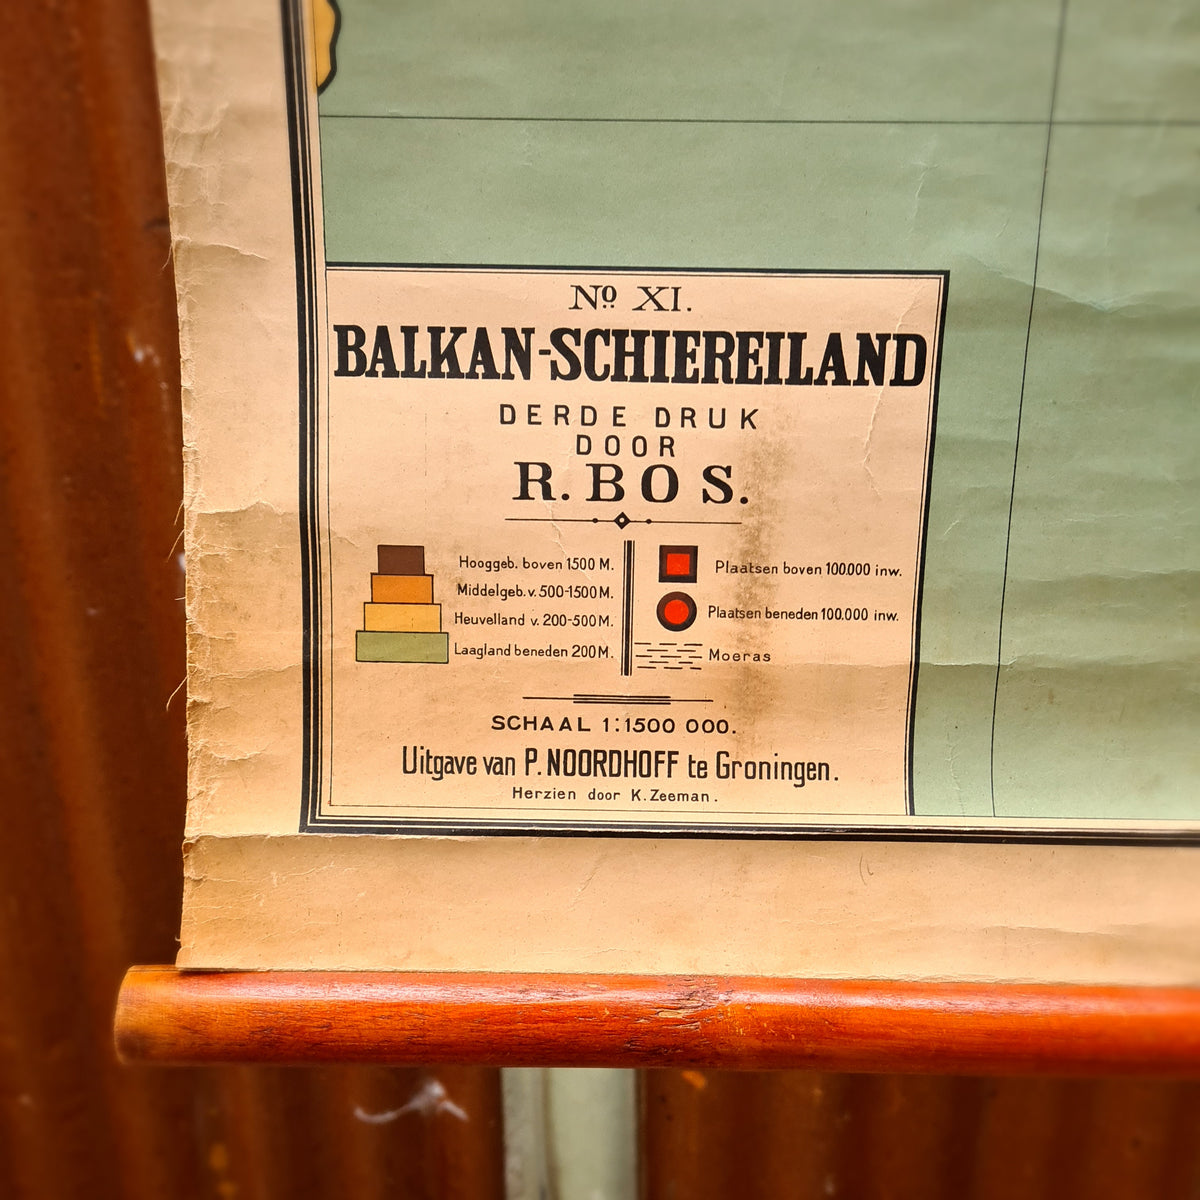 Nº XI.
BALKAN-SCHIEREILAND
DERDE DRUK
DOOR
R. BOS.
Hooggeb. boven 1500 M.
Middelgeb. v. 500-1500 M.
Heuvelland v. 200-500 M.
Laagland beneden 200 M.
Plaatsen boven 100.000 inw.
Plaatsen beneden 100.000 inw.
Moeras
SCHAAL 1:1500 000.
Uitgave van P. NOORDHOFF te Groningen.
Herzien door K. Zeeman.